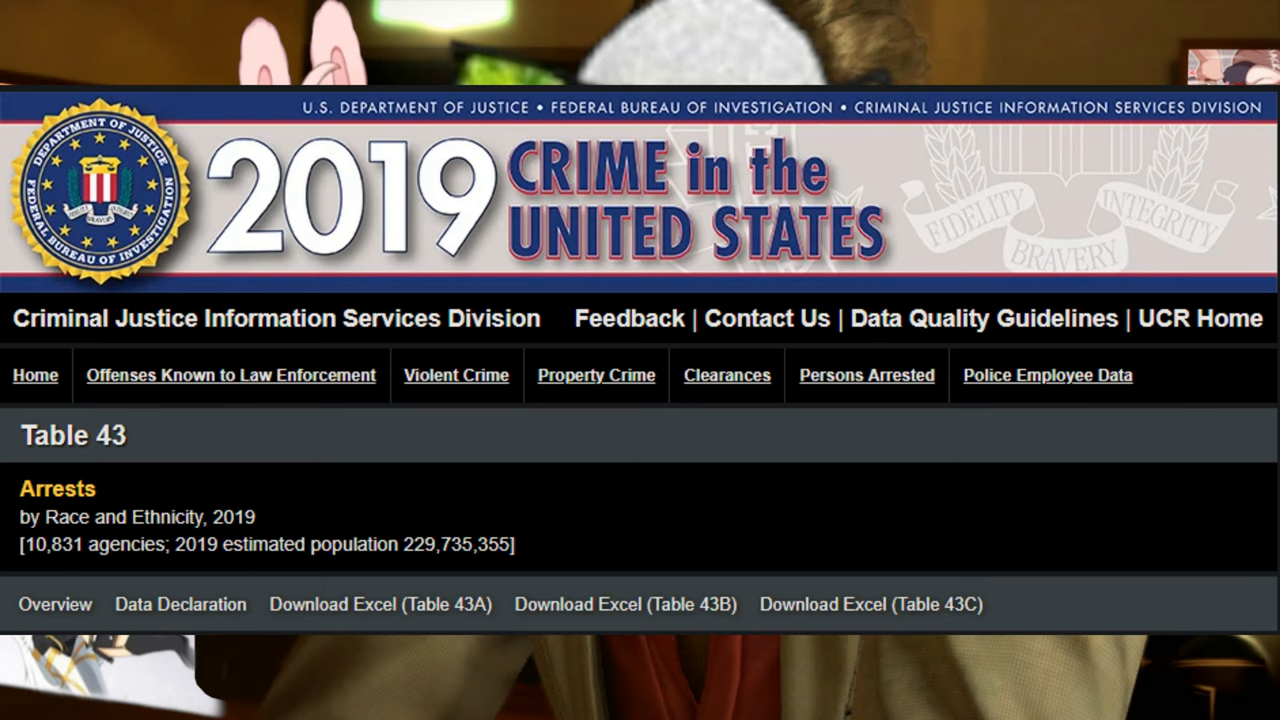 U.S. DEPARTMENT OF JUSTICE • FEDERAL BUREAU OF INVESTIGATION • CRIMINAL JUSTICE INFORMATION SERVICES DIVISION
DEPARTMENT OF JUSTICE
FEDERAL BUREAU OF INVESTIGATION
FIDELITY BRAVERY INTEGRITY
2019 CRIME in the
UNITED STATES
FIDELITY
BRAVERY
INTEGRITY
Criminal Justice Information Services Division Feedback | Contact Us | Data Quality Guidelines | UCR Home
Home Offenses Known to Law Enforcement Violent Crime Property Crime Clearances Persons Arrested Police Employee Data
Table 43
Arrests
by Race and Ethnicity, 2019
[10,831 agencies; 2019 estimated population 229,735,355]
Overview Data Declaration Download Excel (Table 43A) Download Excel (Table 43B) Download Excel (Table 43C)